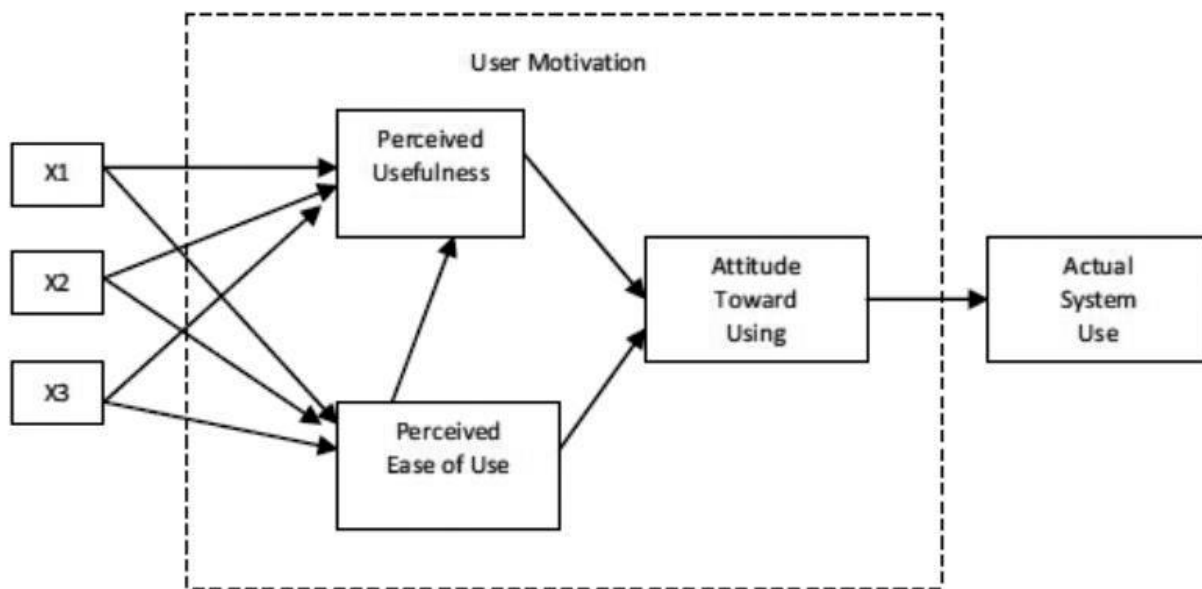 User Motivation
X1
X2
X3
Perceived
Usefulness
Perceived
Ease of Use
Attitude
Toward
Using
Actual
System
Use